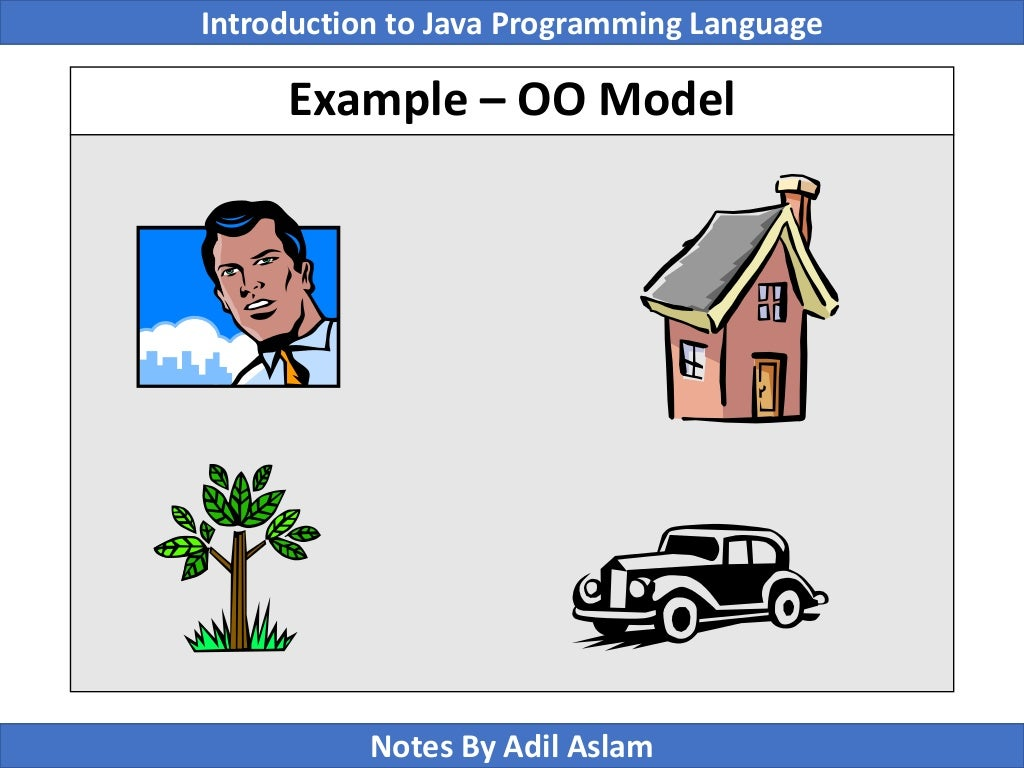 Introduction to Java Programming Language
Example – OO Model
Notes By Adil Aslam